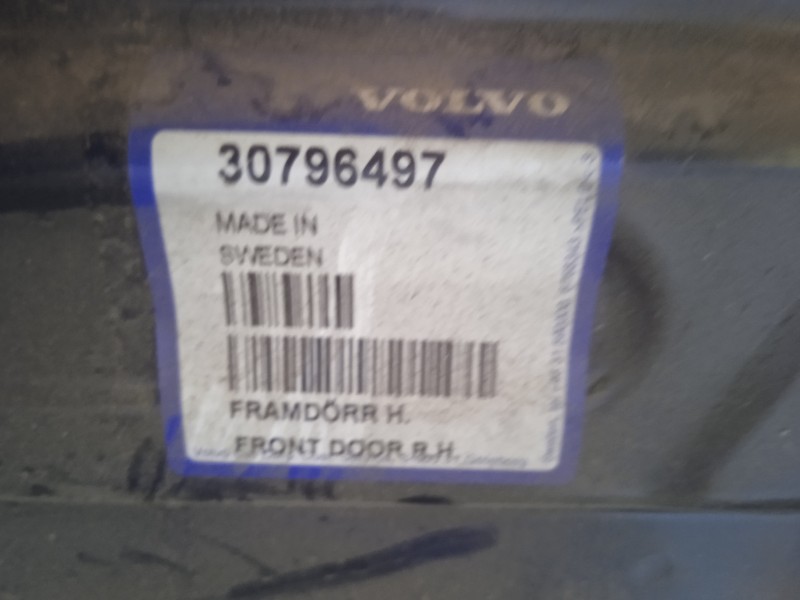 VOLVO
30796497
MADE IN
SWEDEN
FRAMDÖRR H.
FRONT DOOR R.H.